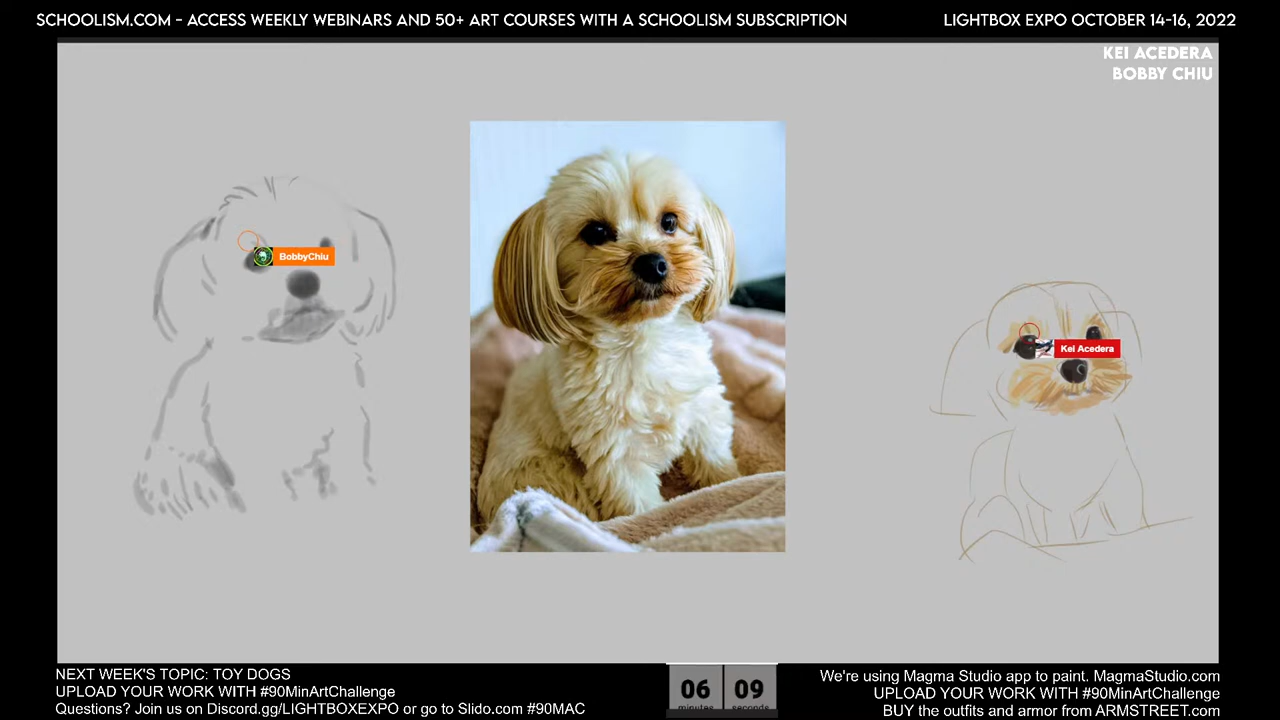 SCHOOLISM.COM - ACCESS WEEKLY WEBINARS AND 50+ ART COURSES WITH A SCHOOLISM SUBSCRIPTION
LIGHTBOX EXPO OCTOBER 14-16, 2022
KEI ACEDERA
BOBBY CHIU
BobbyChiu
Kei Acedera
NEXT WEEK'S TOPIC: TOY DOGS
UPLOAD YOUR WORK WITH #90MinArtChallenge
Questions? Join us on Discord.gg/LIGHTBOXEXPO or go to Slido.com #90MAC
06 09
minutes seconds
We're using Magma Studio app to paint. MagmaStudio.com
UPLOAD YOUR WORK WITH #90MinArtChallenge
BUY the outfits and armor from ARMSTREET.com